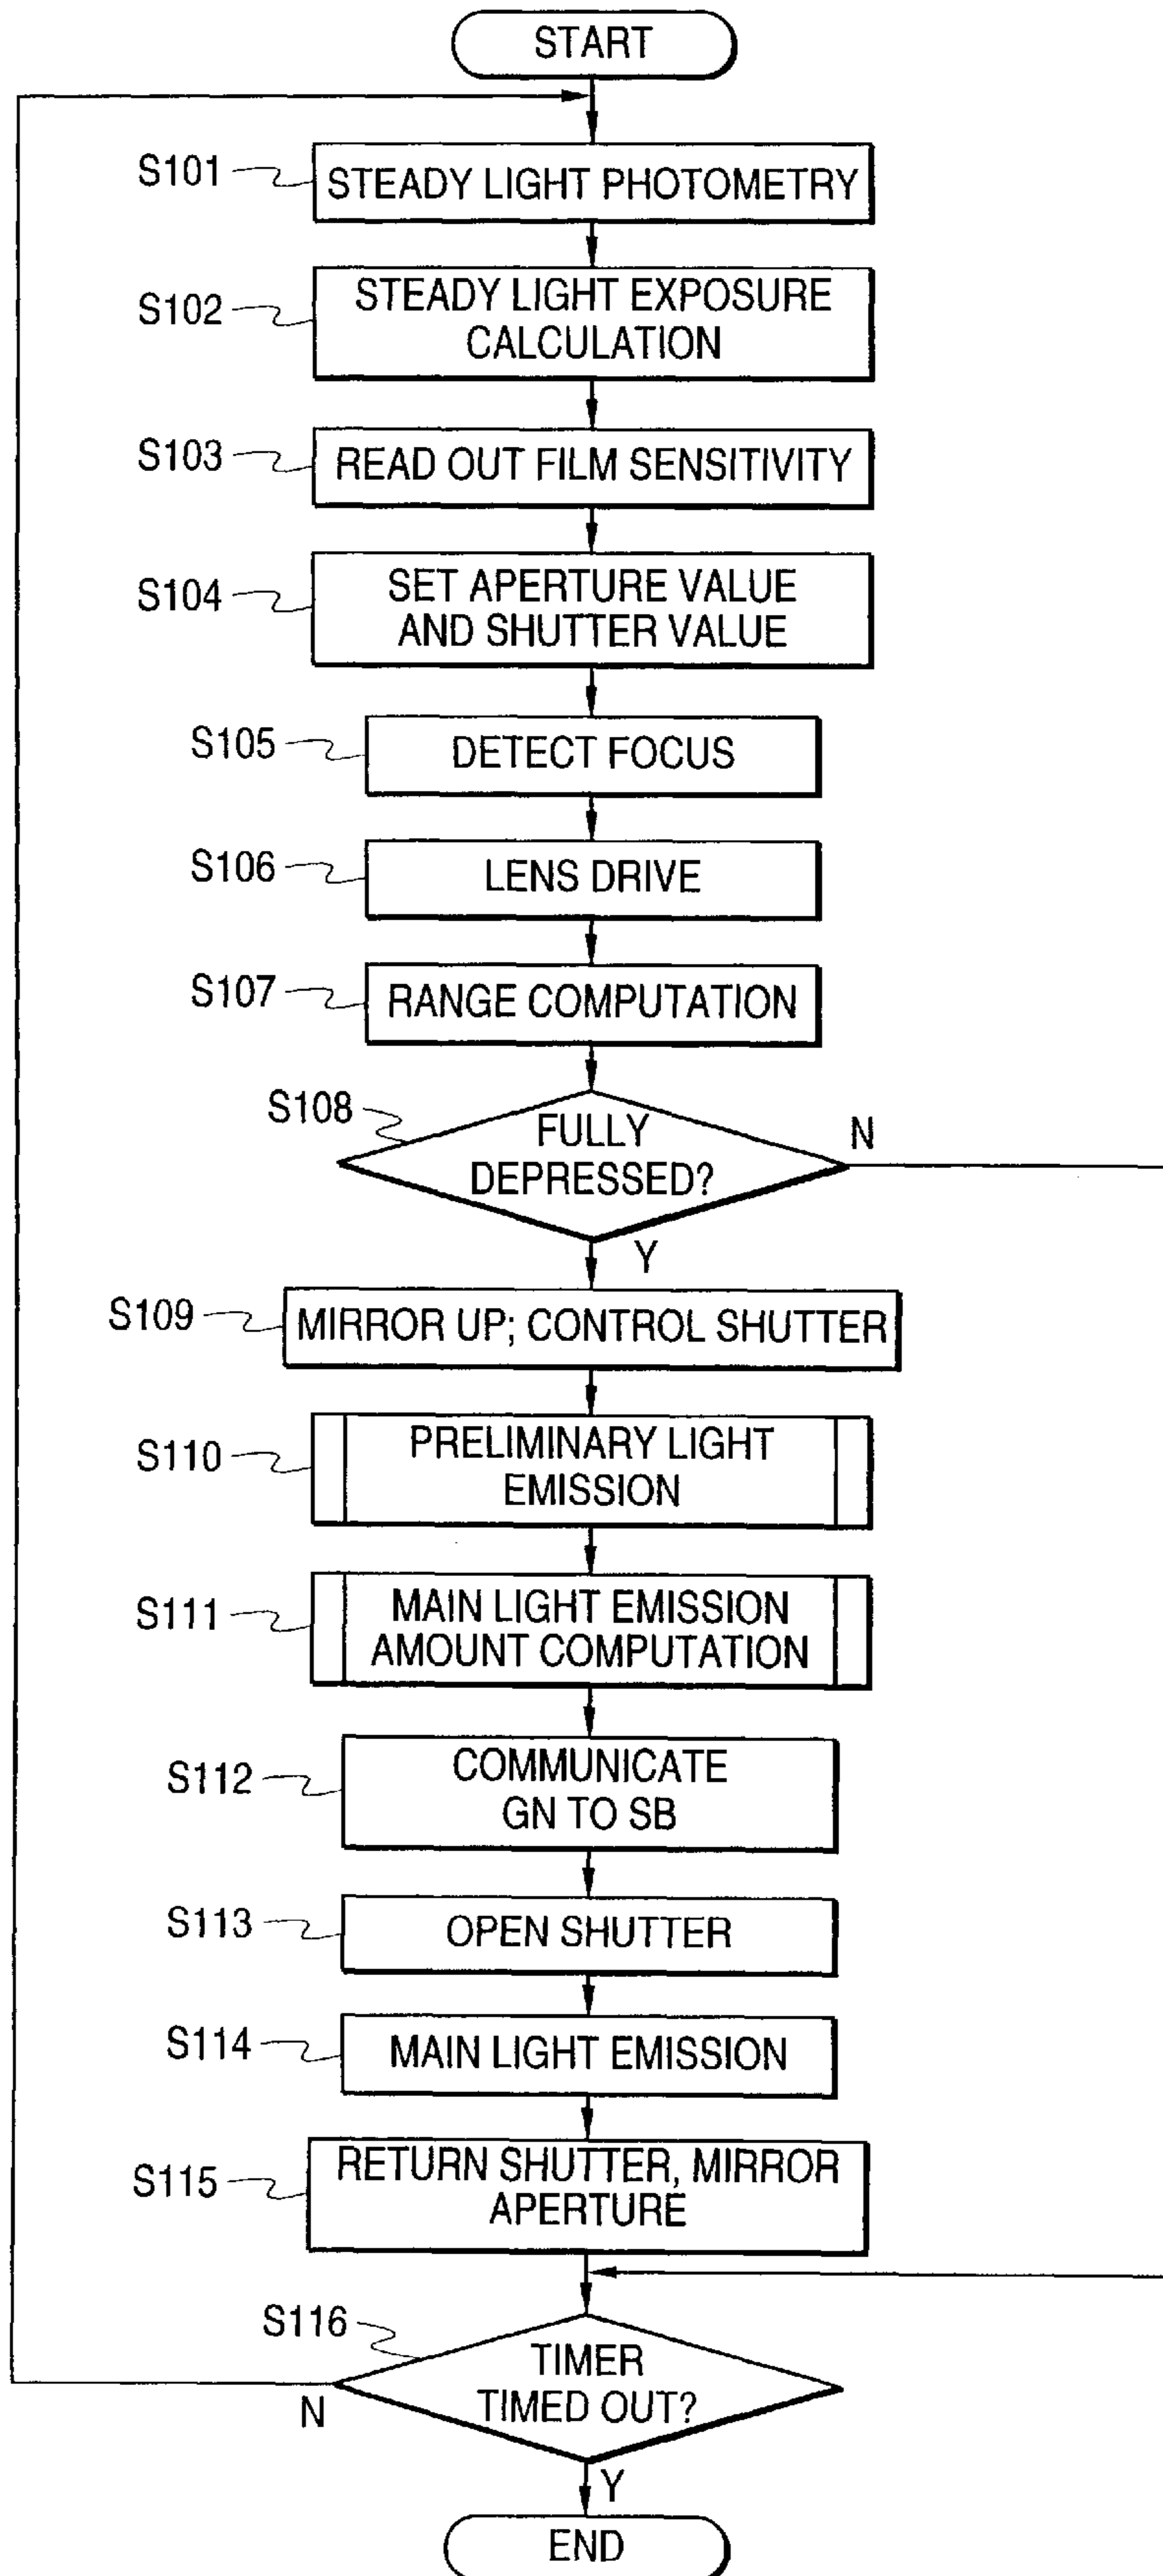 START
S101
STEADY LIGHT PHOTOMETRY
S102
STEADY LIGHT EXPOSURE
CALCULATION
S103
READ OUT FILM SENSITIVITY
S104
SET APERTURE VALUE
AND SHUTTER VALUE
S105
DETECT FOCUS
S106
LENS DRIVE
S107
RANGE COMPUTATION
S108
FULLY
DEPRESSED?
N
Y
S109
MIRROR UP; CONTROL SHUTTER
S110
PRELIMINARY LIGHT
EMISSION
S111
MAIN LIGHT EMISSION
AMOUNT COMPUTATION
S112
COMMUNICATE
GN TO SB
S113
OPEN SHUTTER
S114
MAIN LIGHT EMISSION
S115
RETURN SHUTTER, MIRROR
APERTURE
S116
TIMER
TIMED OUT?
N
Y
END